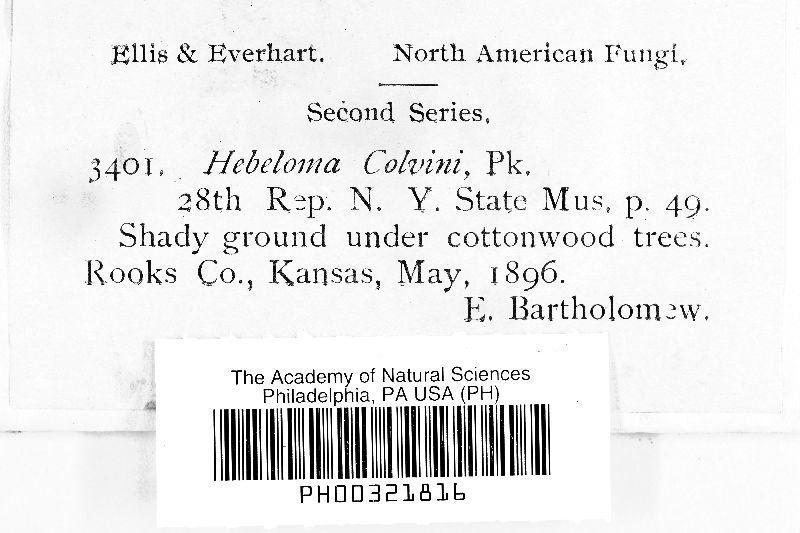 Ellis & Everhart. North American Fungi.
Second Series.
3401. Hebeloma Colvini, Pk.
28th Rep. N. Y. State Mus. p. 49.
Shady ground under cottonwood trees.
Rooks Co., Kansas, May, 1896.
E. Bartholomew.
The Academy of Natural Sciences
Philadelphia, PA USA (PH)
PH00321816